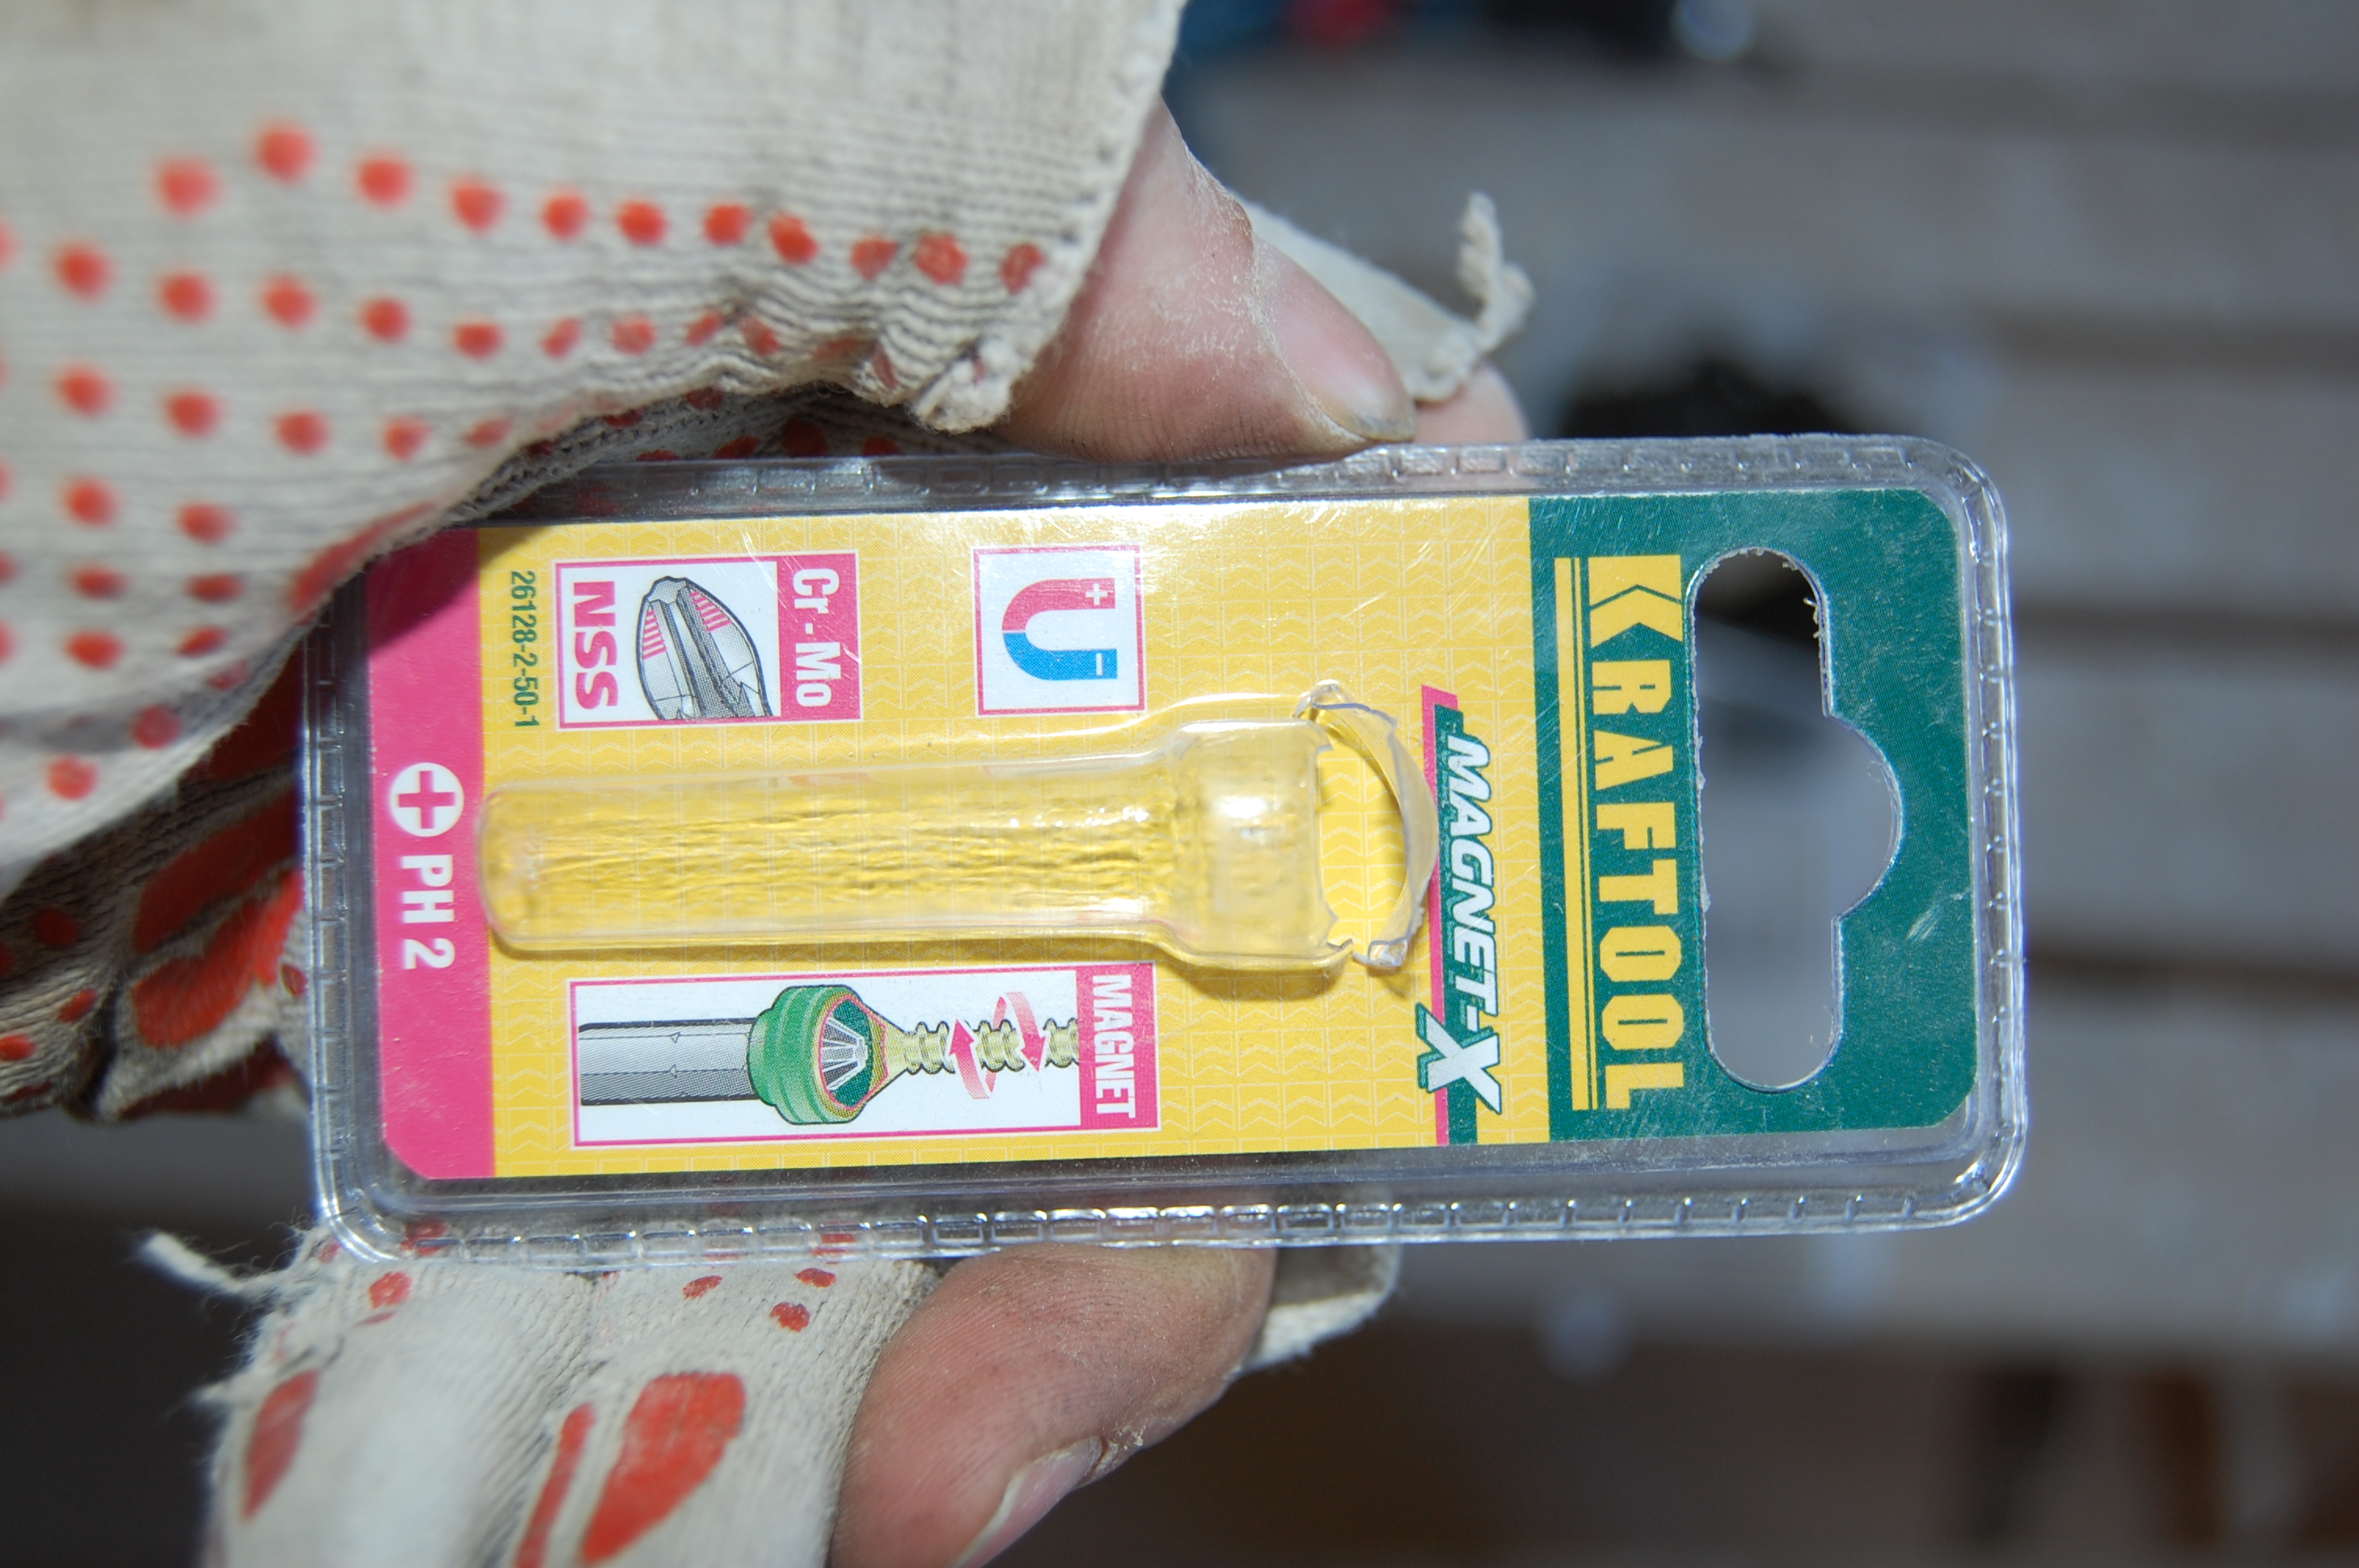 KRAFTOOL
MAGNET-X
+ -
MAGNET
Cr-Mo
NSS
26128-2-50-1
PH 2